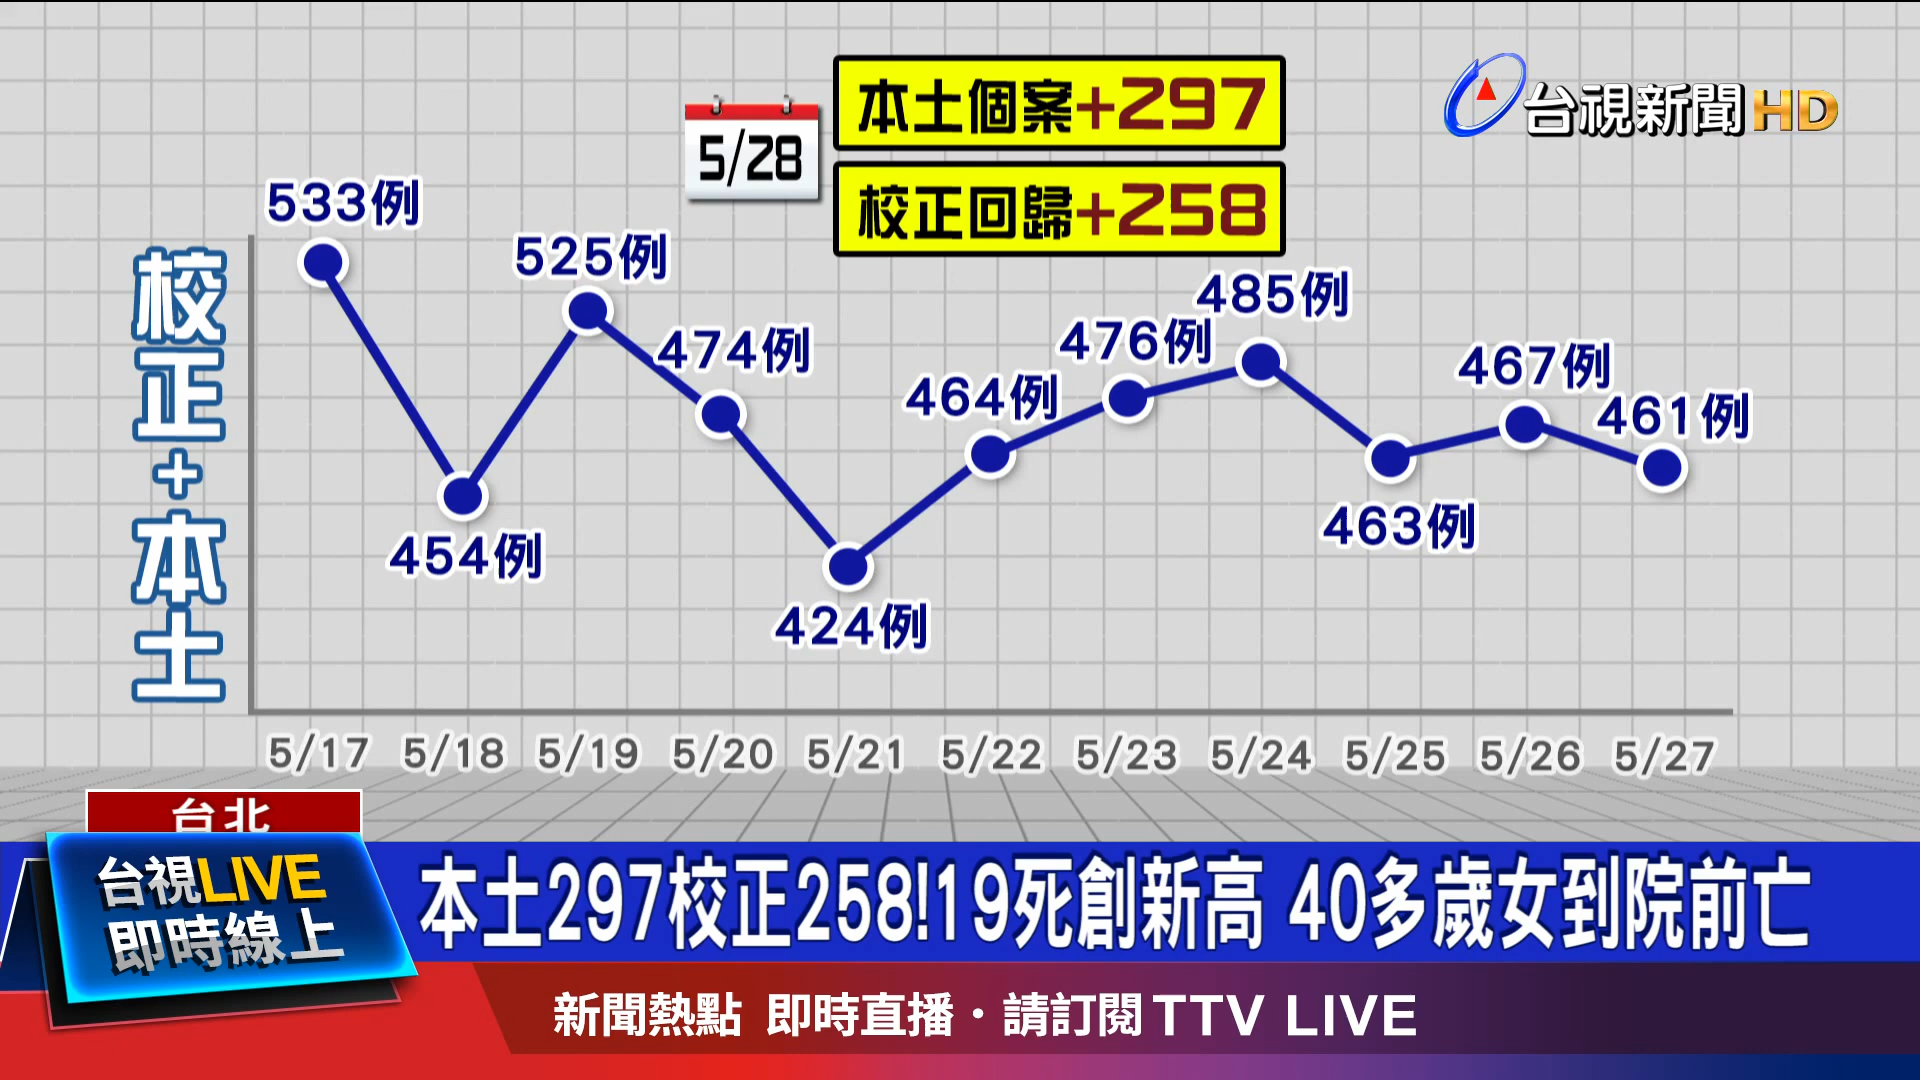 本土個案+297
台視新聞HD
5/28
校正回歸+258
533例
525例
485例
474例
476例
467例
464例
461例
463例
454例
424例
校正+本土
5/17 5/18 5/19 5/20 5/21 5/22 5/23 5/24 5/25 5/26 5/27
台北
台視LIVE
即時線上
本土297校正258!19死創新高 40多歲女到院前亡
新聞熱點 即時直播・請訂閱TTV LIVE